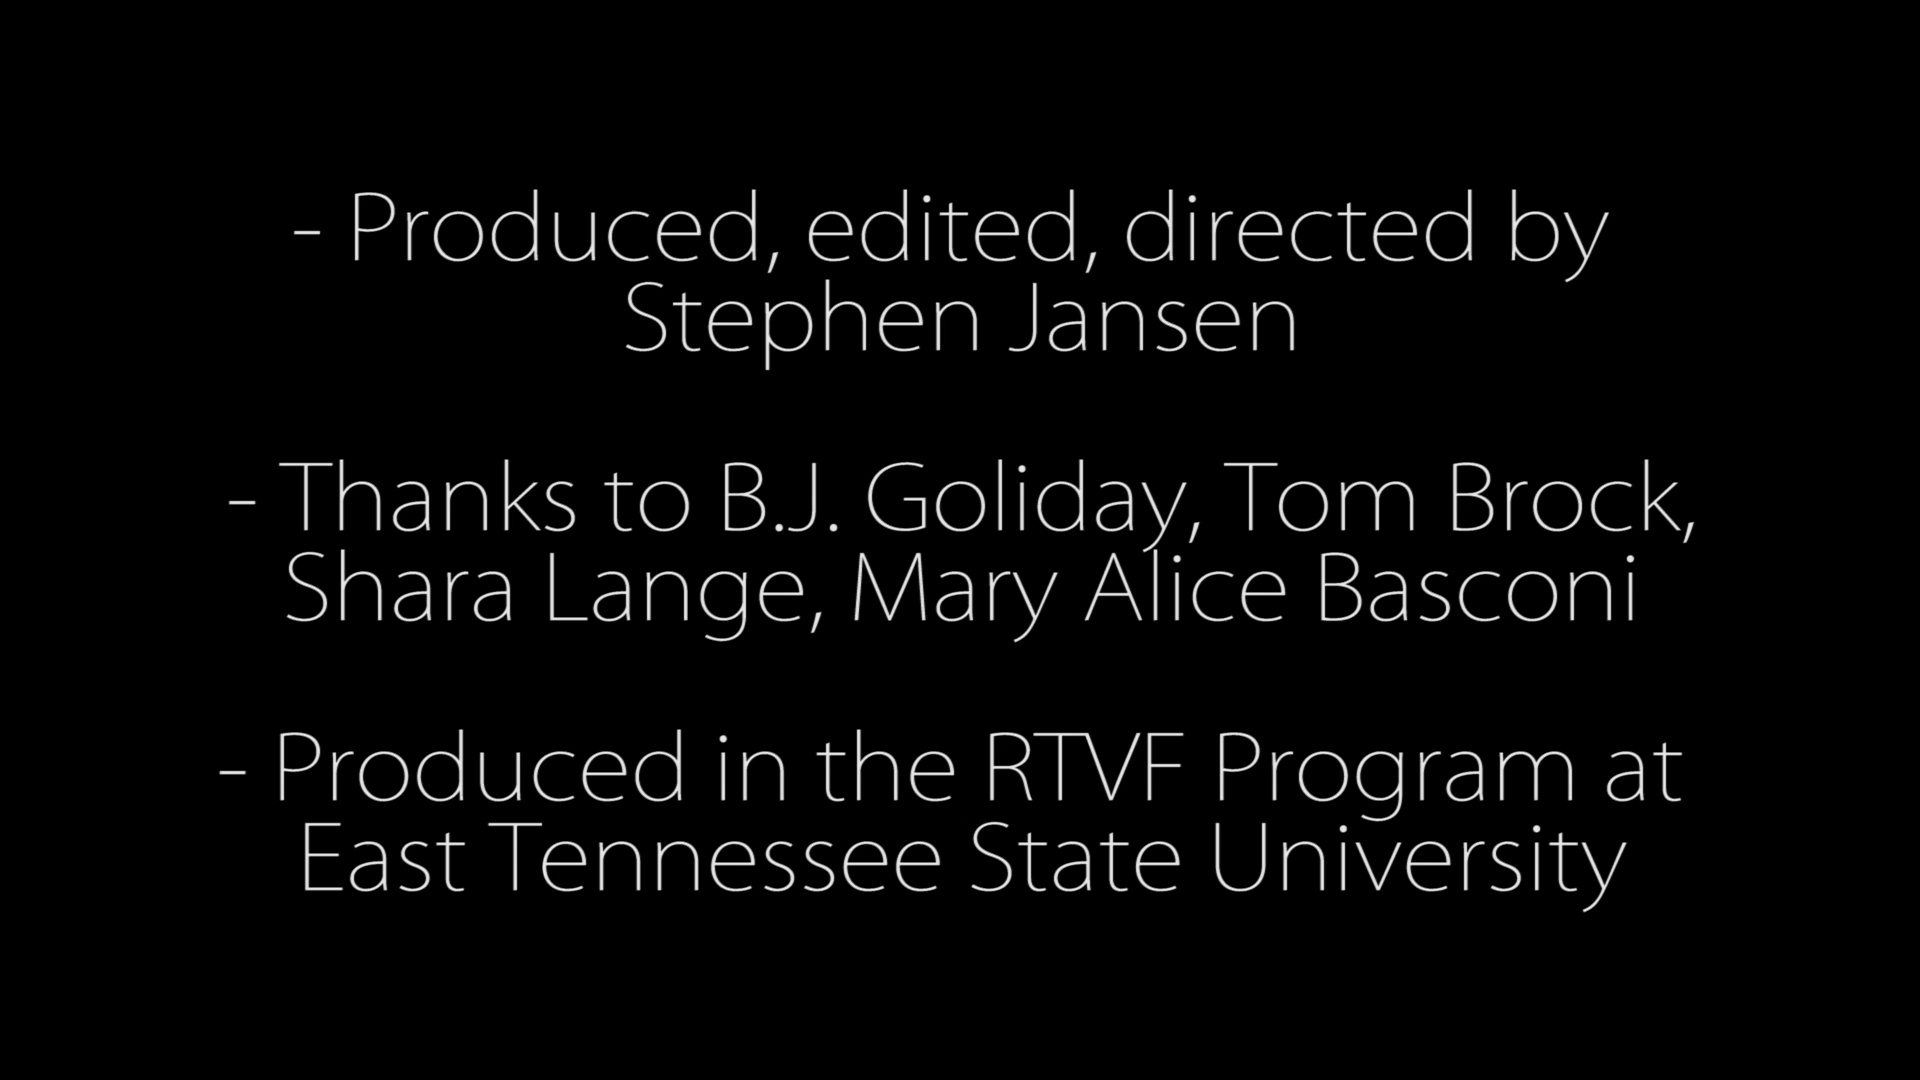 - Produced, edited, directed by
Stephen Jansen
- Thanks to B.J. Goliday, Tom Brock,
Shara Lange, Mary Alice Basconi
- Produced in the RTVF Program at
East Tennessee State University